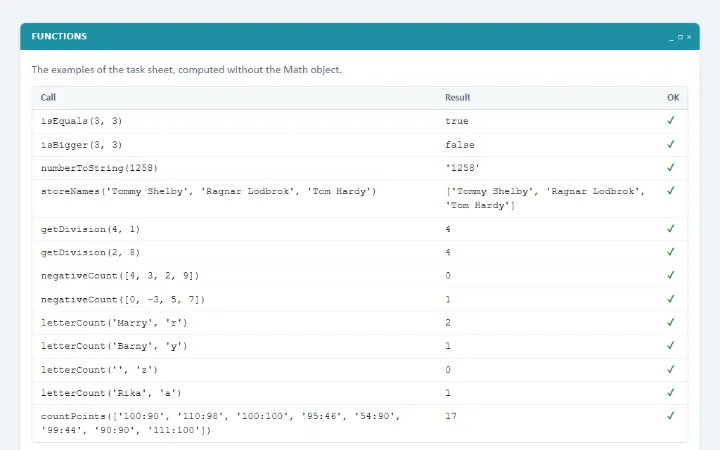 FUNCTIONS
The examples of the task sheet, computed without the Math object.
Call Result OK
isEquals(3, 3) true ✓
isBigger(3, 3) false ✓
numberToString(1258) '1258' ✓
storeNames('Tommy Shelby', 'Ragnar Lodbrok', 'Tom Hardy') ['Tommy Shelby', 'Ragnar Lodbrok', ✓
'Tom Hardy']
getDivision(4, 1) 4 ✓
getDivision(2, 8) 4 ✓
negativeCount([4, 3, 2, 9]) 0 ✓
negativeCount([0, -3, 5, 7]) 1 ✓
letterCount('Marry', 'r') 2 ✓
letterCount('Barny', 'y') 1 ✓
letterCount('', 'z') 0 ✓
letterCount('Rika', 'a') 1 ✓
countPoints(['100:90', '110:98', '100:100', '95:46', '54:90', 17 ✓
'99:44', '90:90', '111:100'])